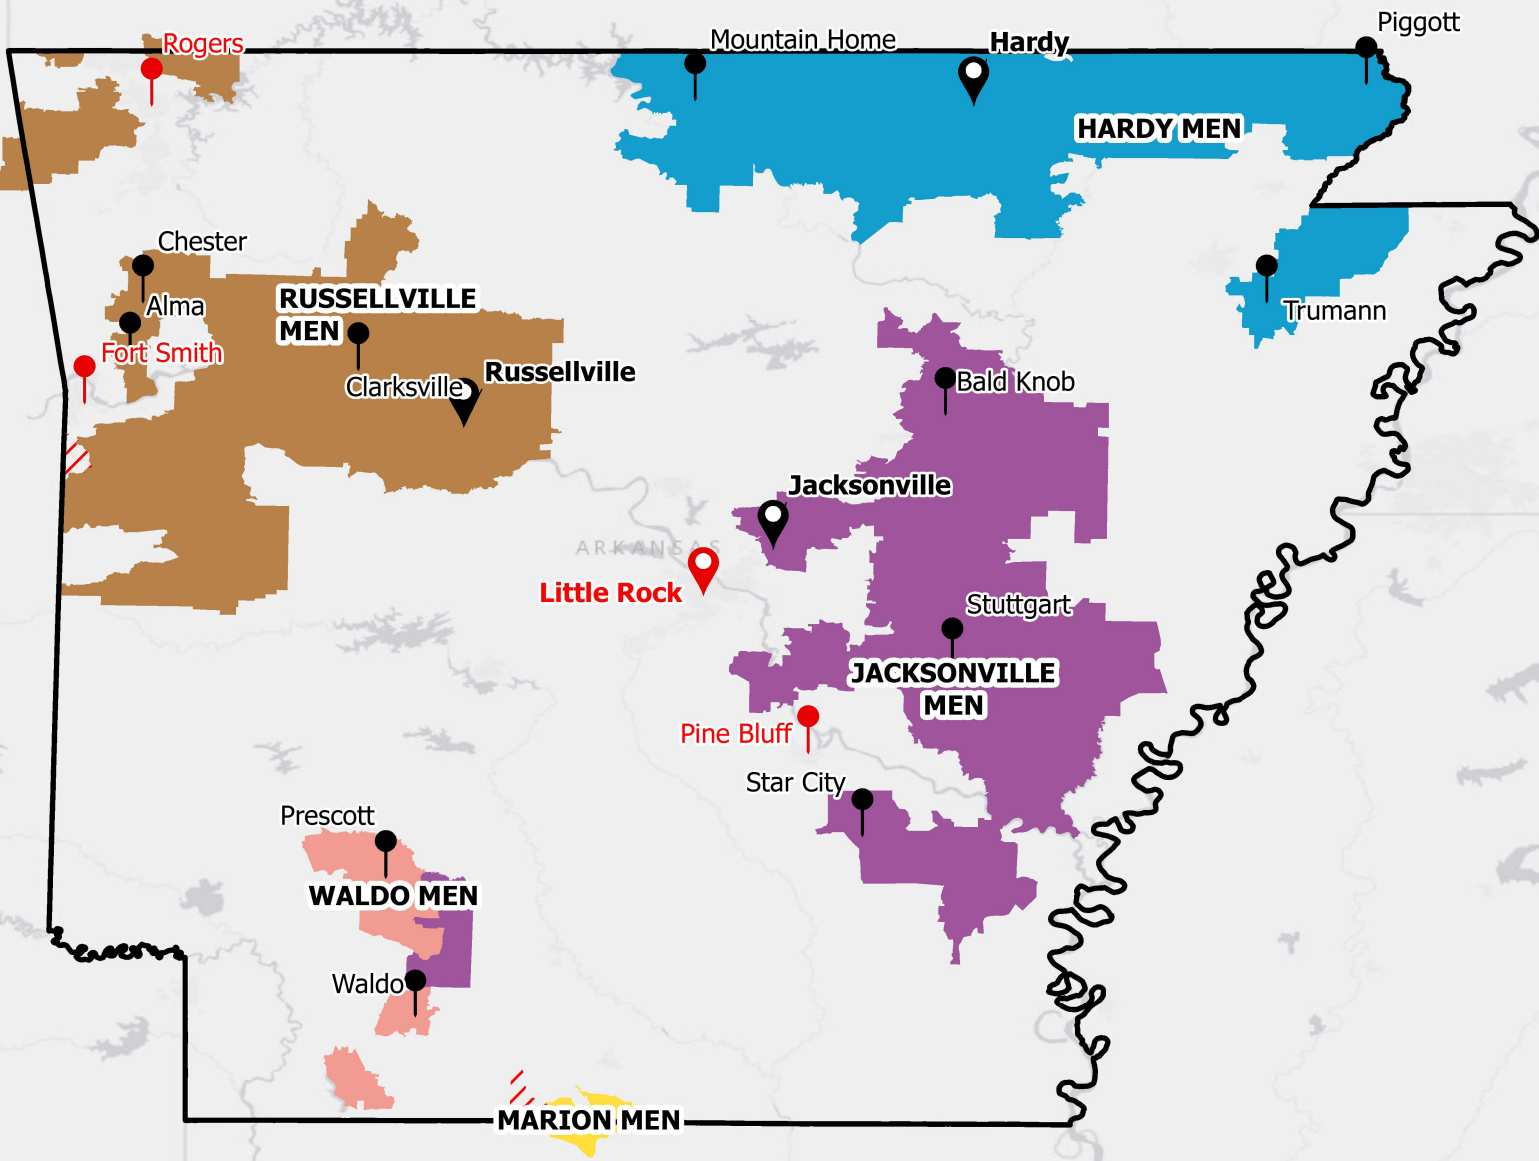 Piggott
Rogers
Mountain Home
Hardy
HARDY MEN
Chester
Alma
RUSSELLVILLE
MEN
Trumann
Fort Smith
Clarksville
Russellville
Bald Knob
Jacksonville
ARKANSAS
Little Rock
Stuttgart
JACKSONVILLE
MEN
Pine Bluff
Star City
Prescott
WALDO MEN
Waldo
MARION MEN